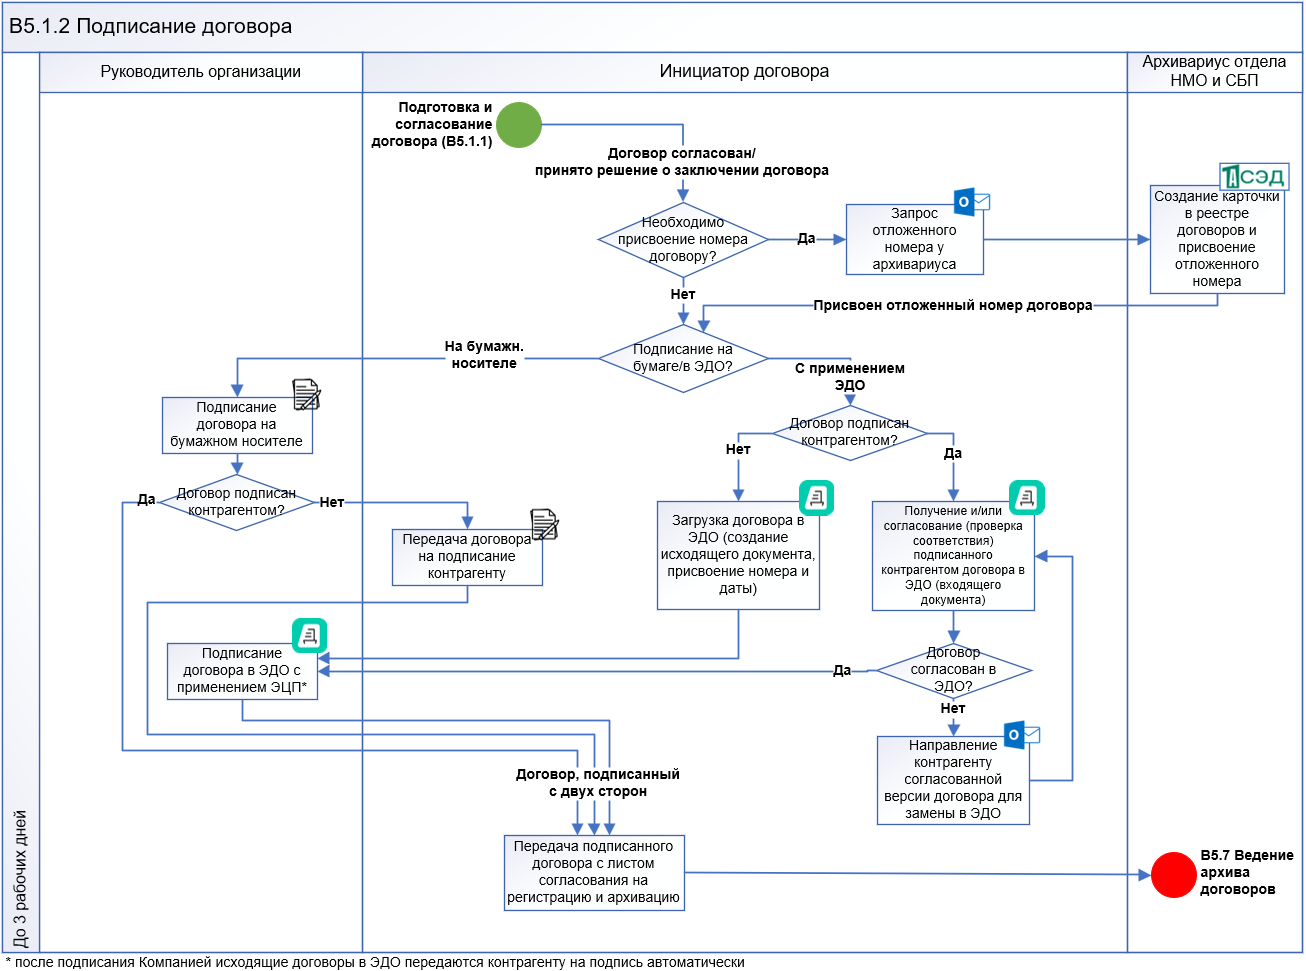 В5.1.2 Подписание договора
Руководитель организации
Инициатор договора
Архивариус отдела
НМО и СБП
Подготовка и
согласование
договора (В5.1.1)
Договор согласован/
принято решение о заключении договора
Необходимо
присвоение номера
договору?
Да
Запрос
отложенного
номера у
архивариуса
СЭД
Создание карточки
в реестре
договоров и
присвоение
отложенного
номера
Нет
Присвоен отложенный номер договора
Подписание на
бумаге/в ЭДО?
На бумажн.
носителе
С применением
ЭДО
Подписание
договора на
бумажном носителе
Договор подписан
контрагентом?
Нет
Да
Договор подписан
контрагентом?
Да
Нет
Передача договора
на подписание
контрагенту
Загрузка договора в
ЭДО (создание
исходящего документа,
присвоение номера и
даты)
Получение и/или
согласование (проверка
соответствия)
подписанного
контрагентом договора в
ЭДО (входящего
документа)
Подписание
договора в ЭДО с
применением ЭЦП*
Договор
согласован в
ЭДО?
Да
Нет
Направление
контрагенту
согласованной
версии договора для
замены в ЭДО
Договор, подписанный
с двух сторон
Передача подписанного
договора с листом
согласования на
регистрацию и архивацию
В5.7 Ведение
архива
договоров
До 3 рабочих дней
* после подписания Компанией исходящие договоры в ЭДО передаются контрагенту на подпись автоматически